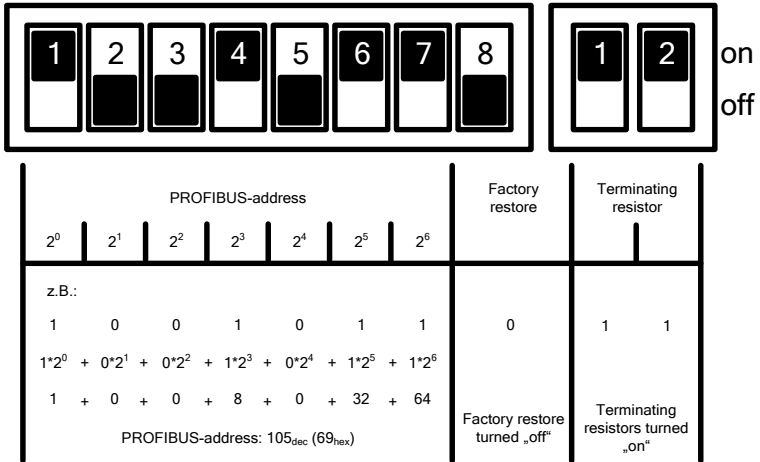 1 2 3 4 5 6 7 8 1 2 on
off
PROFIBUS-address
Factory
restore
Terminating
resistor
2⁰ 2¹ 2² 2³ 2⁴ 2⁵ 2⁶
z.B.:
1 0 0 1 0 1 1 0 1 1
1*2⁰ + 0*2¹ + 0*2² + 1*2³ + 0*2⁴ + 1*2⁵ + 1*2⁶
1 + 0 + 0 + 8 + 0 + 32 + 64
PROFIBUS-address: 105dec (69hex)
Factory restore
turned „off“
Terminating
resistors turned
„on“